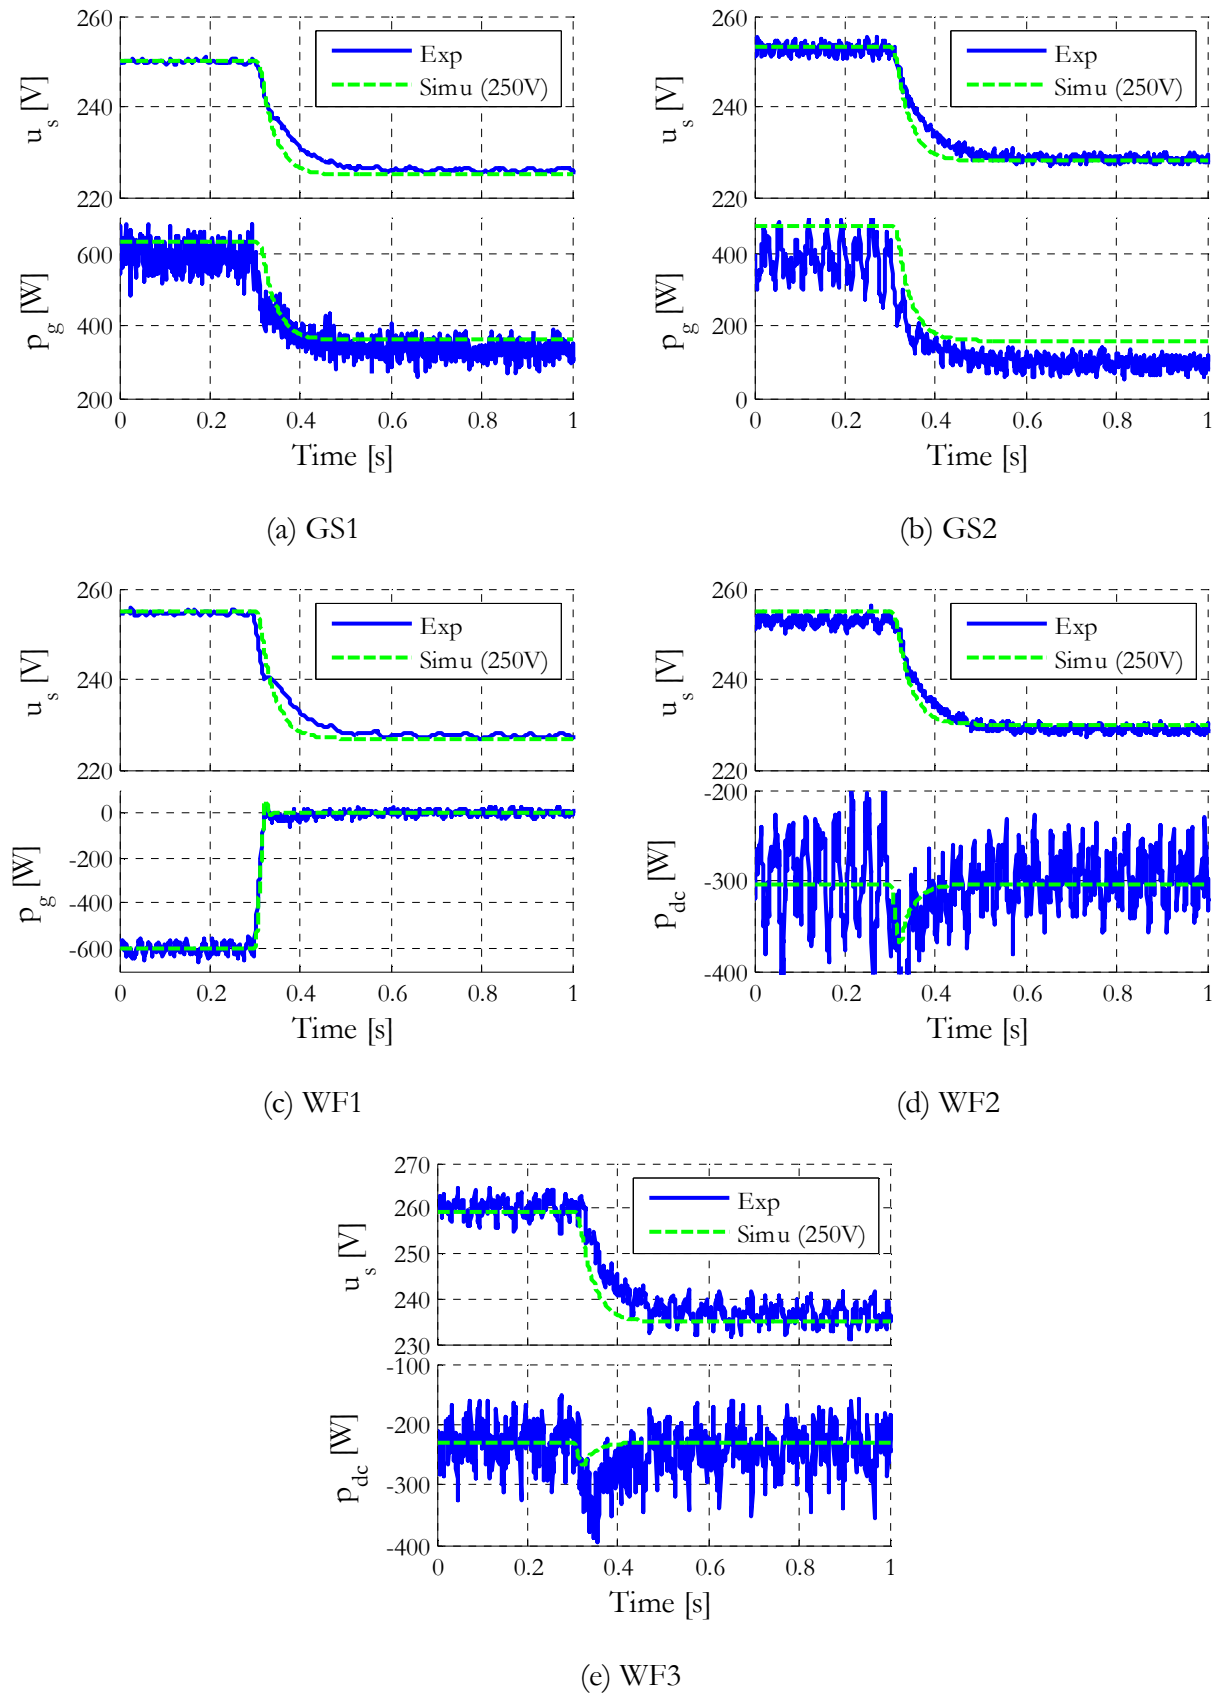 260
240
220
u_s [V]
Exp
Simu (250V)
600
400
200
p_g [W]
0 0.2 0.4 0.6 0.8 1
Time [s]
(a) GS1
260
240
220
u_s [V]
Exp
Simu (250V)
400
200
0
p_g [W]
0 0.2 0.4 0.6 0.8 1
Time [s]
(b) GS2
260
240
220
u_s [V]
Exp
Simu (250V)
0
-200
-400
-600
p_g [W]
0 0.2 0.4 0.6 0.8 1
Time [s]
(c) WF1
260
240
220
u_s [V]
Exp
Simu (250V)
-200
-300
-400
p_dc [W]
0 0.2 0.4 0.6 0.8 1
Time [s]
(d) WF2
270
260
250
240
230
u_s [V]
Exp
Simu (250V)
-100
-200
-300
-400
p_dc [W]
0 0.2 0.4 0.6 0.8 1
Time [s]
(e) WF3